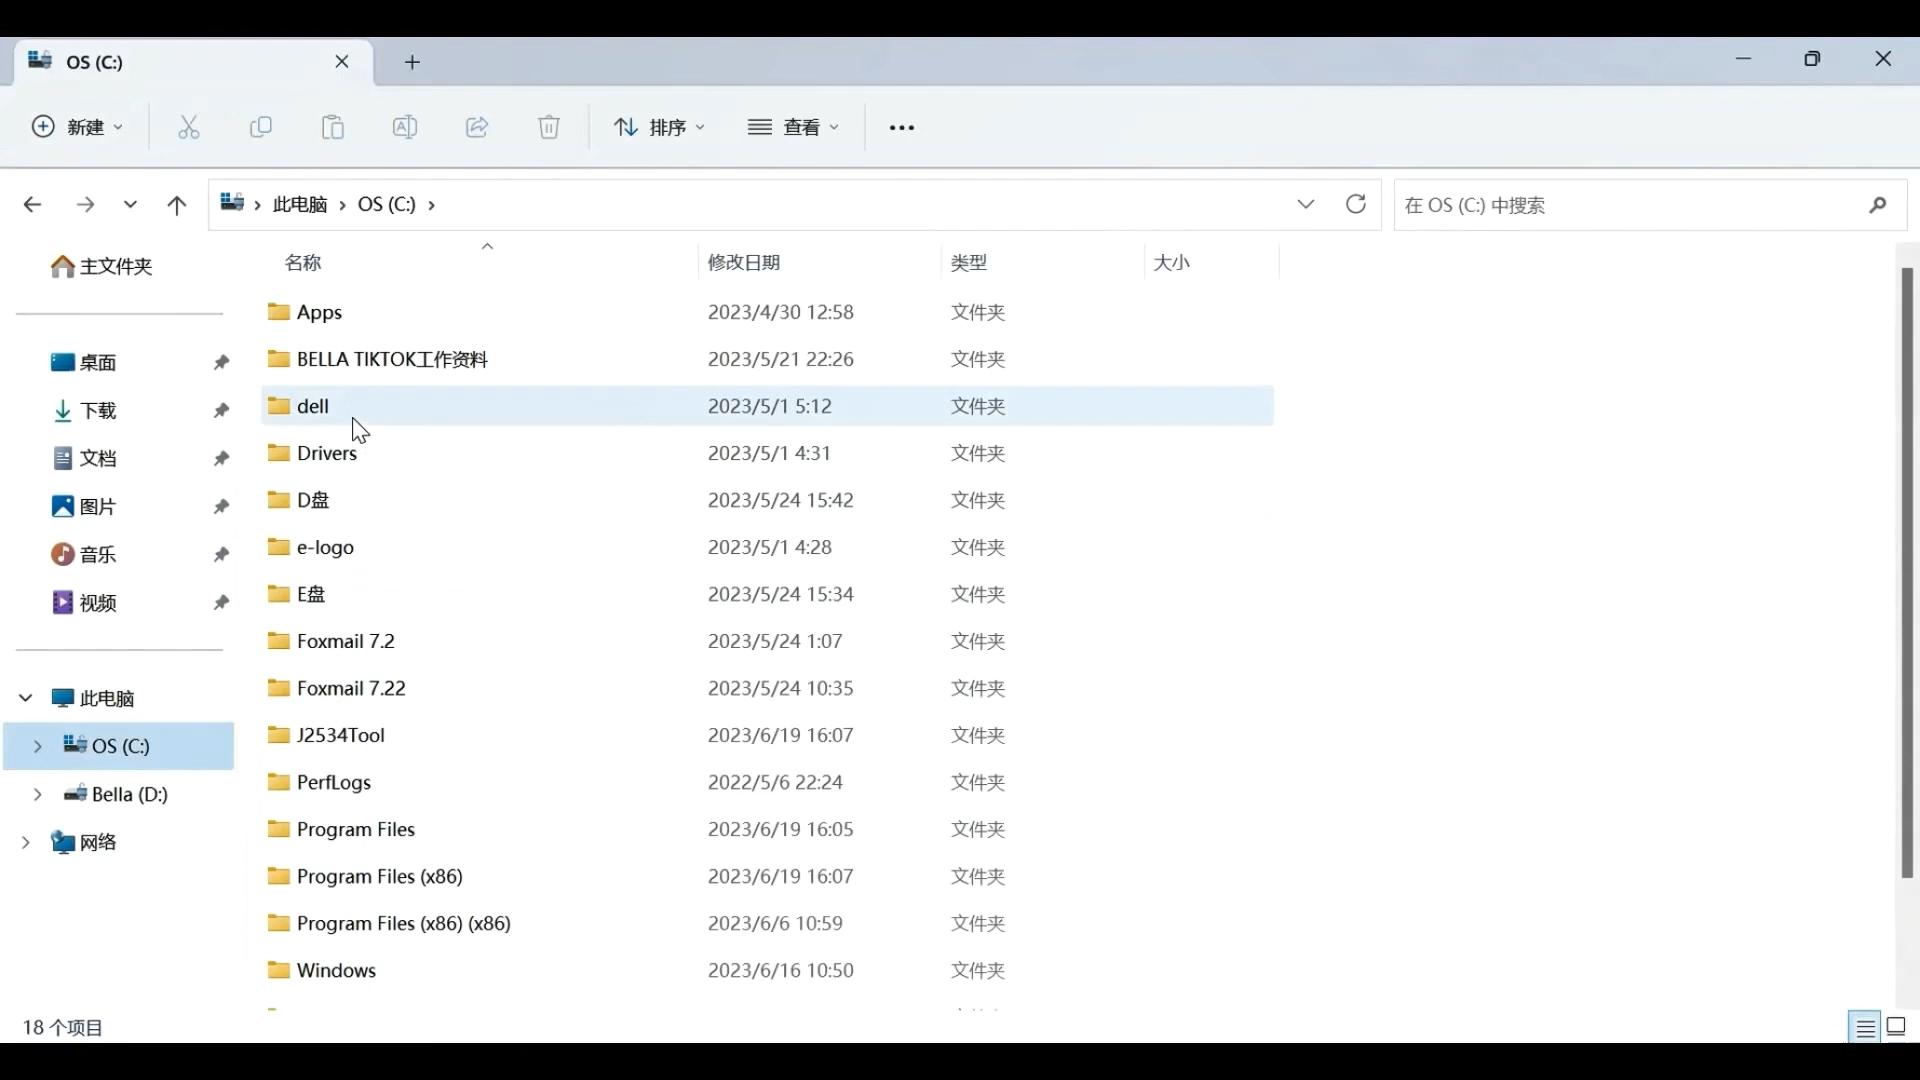 OS (C:)
新建 排序 查看
此电脑 OS (C:) 在 OS (C:) 中搜索
主文件夹
桌面
下载
文档
图片
音乐
视频
此电脑
OS (C:)
Bella (D:)
网络
名称 修改日期 类型 大小
Apps 2023/4/30 12:58 文件夹
BELLA TIKTOK工作资料 2023/5/21 22:26 文件夹
dell 2023/5/1 5:12 文件夹
Drivers 2023/5/1 4:31 文件夹
D盘 2023/5/24 15:42 文件夹
e-logo 2023/5/1 4:28 文件夹
E盘 2023/5/24 15:34 文件夹
Foxmail 7.2 2023/5/24 1:07 文件夹
Foxmail 7.22 2023/5/24 10:35 文件夹
J2534Tool 2023/6/19 16:07 文件夹
PerfLogs 2022/5/6 22:24 文件夹
Program Files 2023/6/19 16:05 文件夹
Program Files (x86) 2023/6/19 16:07 文件夹
Program Files (x86) (x86) 2023/6/6 10:59 文件夹
Windows 2023/6/16 10:50 文件夹
18 个项目